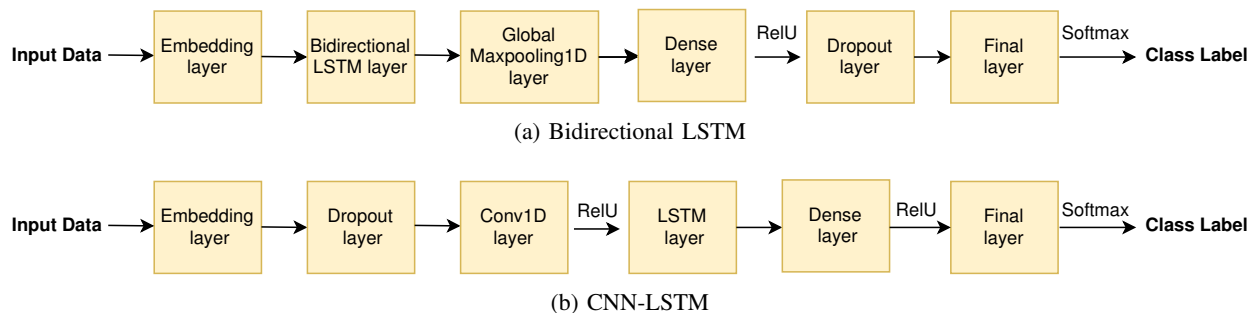 Input Data
Embedding
layer
Bidirectional
LSTM layer
Global
Maxpooling1D
layer
Dense
layer
RelU
Dropout
layer
Final
layer
Softmax
Class Label
(a) Bidirectional LSTM
Input Data
Embedding
layer
Dropout
layer
Conv1D
layer
RelU
LSTM
layer
Dense
layer
RelU
Final
layer
Softmax
Class Label
(b) CNN-LSTM